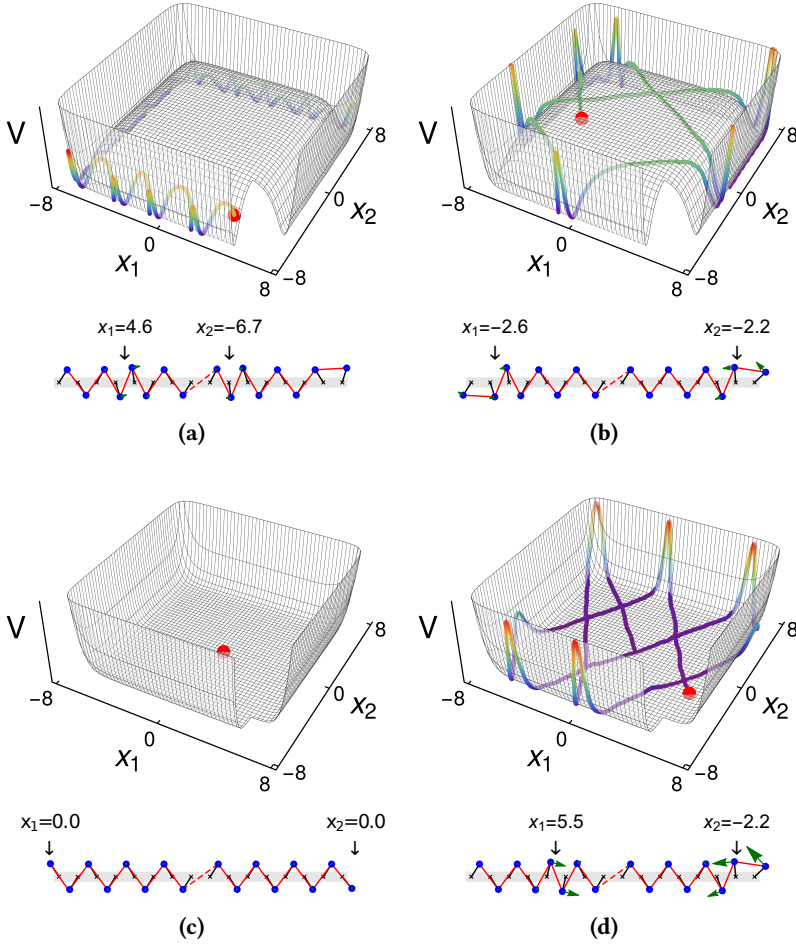 V
8
0
x₂
−8
0
x₁
8
−8
x₁=4.6
x₂=−6.7
(a)
V
8
0
x₂
−8
0
x₁
8
−8
x₁=−2.6
x₂=−2.2
(b)
V
8
0
x₂
−8
0
x₁
8
−8
x₁=0.0
x₂=0.0
(c)
V
8
0
x₂
−8
0
x₁
8
−8
x₁=5.5
x₂=−2.2
(d)